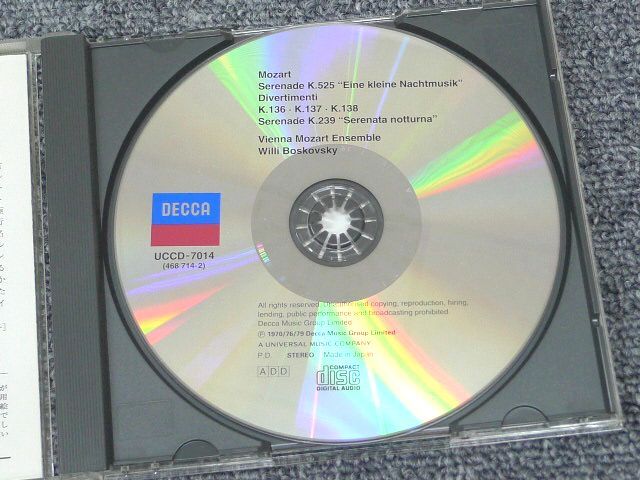 Mozart
Serenade K.525 "Eine kleine Nachtmusik"
Divertimenti
K.136 · K.137 · K.138
Serenade K.239 "Serenata notturna"
Vienna Mozart Ensemble
Willi Boskovsky
DECCA
UCCD-7014
(468 714-2)
All rights reserved. Unauthorised copying, reproduction, hiring,
lending, public performance and broadcasting prohibited
Decca Music Group Limited
Ⓟ 1970/76/79 Decca Music Group Limited
A UNIVERSAL MUSIC COMPANY
P.D. STEREO Made in Japan
ADD
COMPACT
disc
DIGITAL AUDIO